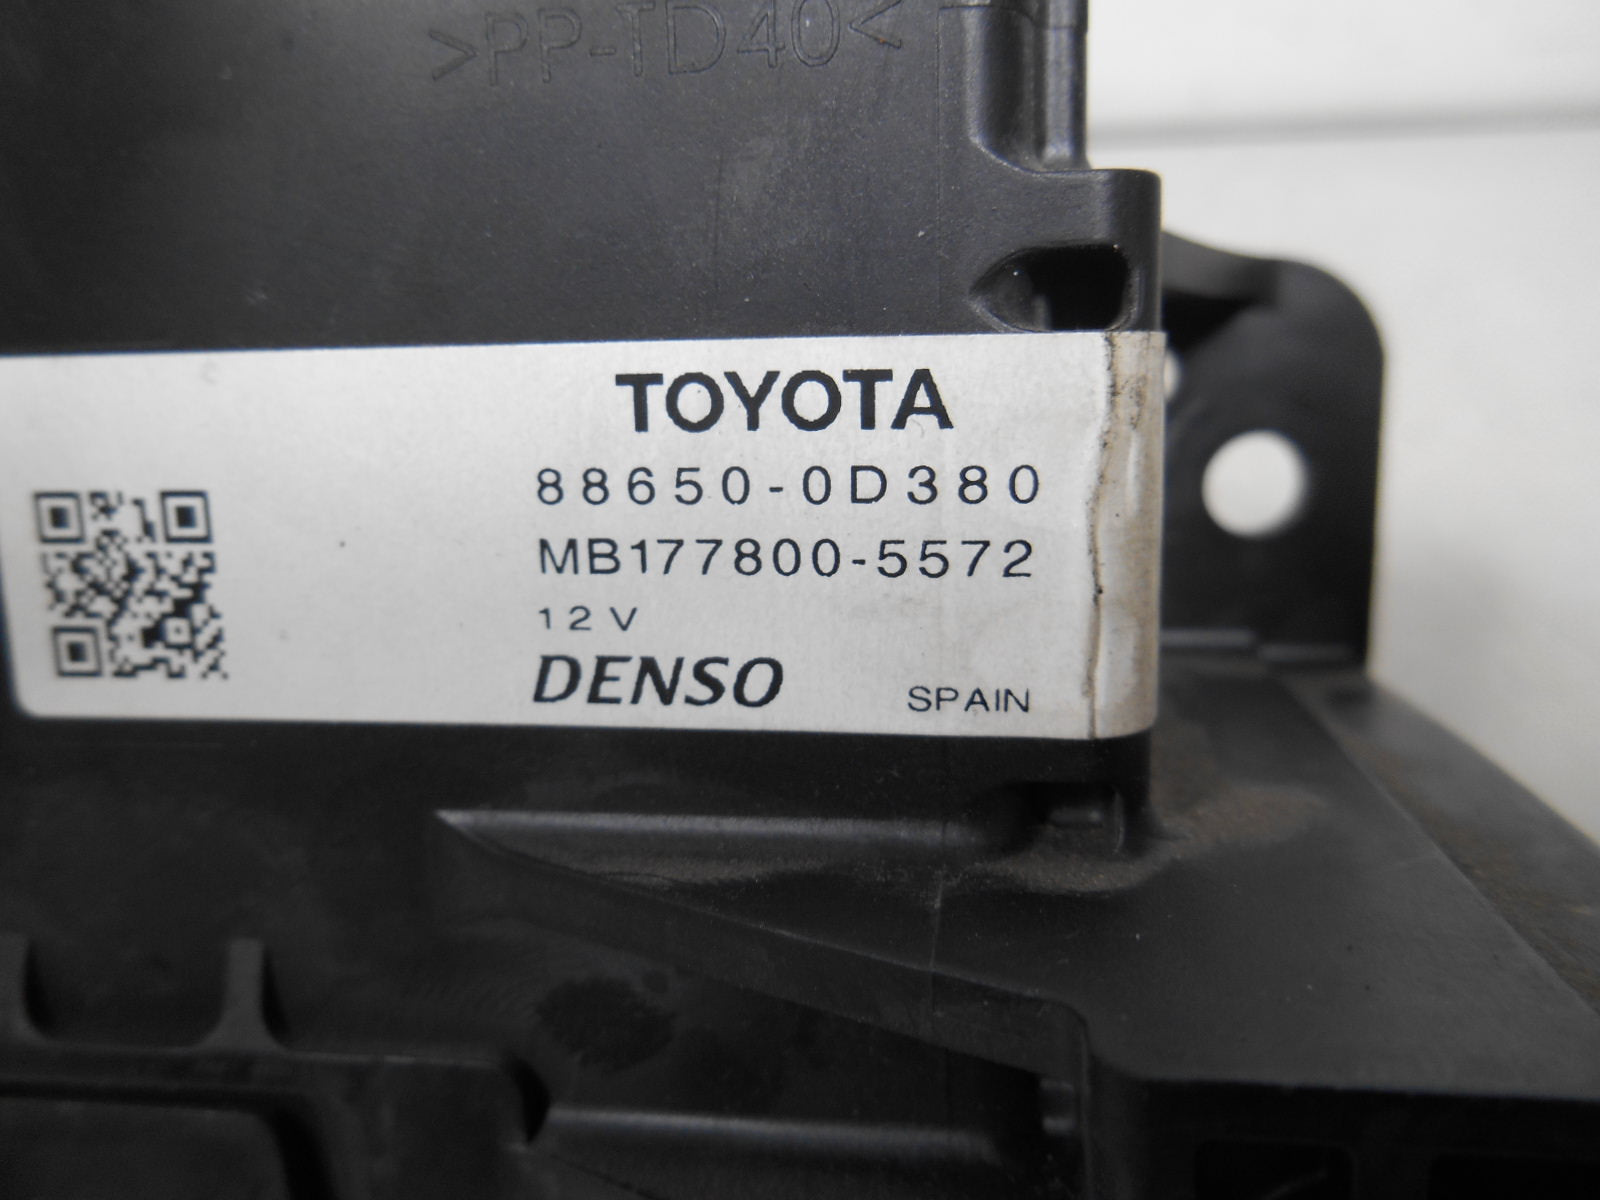 >PP-TD40<
TOYOTA
88650-0D380
MB177800-5572
12V
DENSO SPAIN